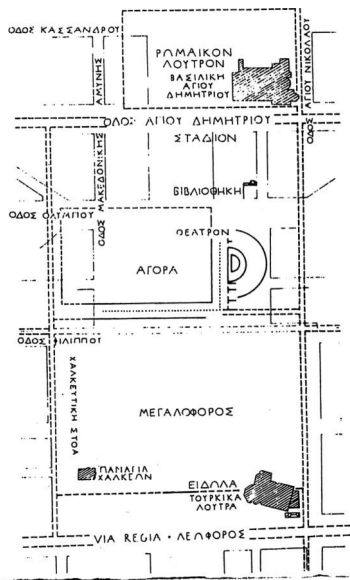 ΟΔΟΣ ΚΑΣΣΑΝΔΡΟΥ
ΑΜΥΝΗΣ
ΡΩΜΑΙΚΟΝ
ΛΟΥΤΡΟΝ
ΒΑΣΙΛΙΚΗ
ΑΓΙΟΥ
ΔΗΜΗΤΡΙΟΥ
ΟΔΟΣ ΑΓΙΟΥ ΝΙΚΟΛΑΟΥ
ΟΔΟΣ ΑΓΙΟΥ ΔΗΜΗΤΡΙΟΥ
ΣΤΑΔΙΟΝ
ΟΔΟΣ ΜΑΚΕΔΟΝΙΚΗΣ
ΒΙΒΛΙΟΘΗΚΗ
ΟΔΟΣ ΟΛΥΜΠΟΥ
ΘΕΑΤΡΟΝ
ΑΓΟΡΑ
ΟΔΟΣ ΦΙΛΙΠΠΟΥ
ΧΑΛΚΕΥΤΙΚΗ ΣΤΟΑ
ΜΕΓΑΛΟΦΟΡΟΣ
ΠΑΝΑΓΙΑ
ΧΑΛΚΕΩΝ
ΕΙΔΩΛΑ
ΤΟΥΡΚΙΚΑ
ΛΟΥΤΡΑ
VIA REGIA · ΛΕΩΦΟΡΟΣ